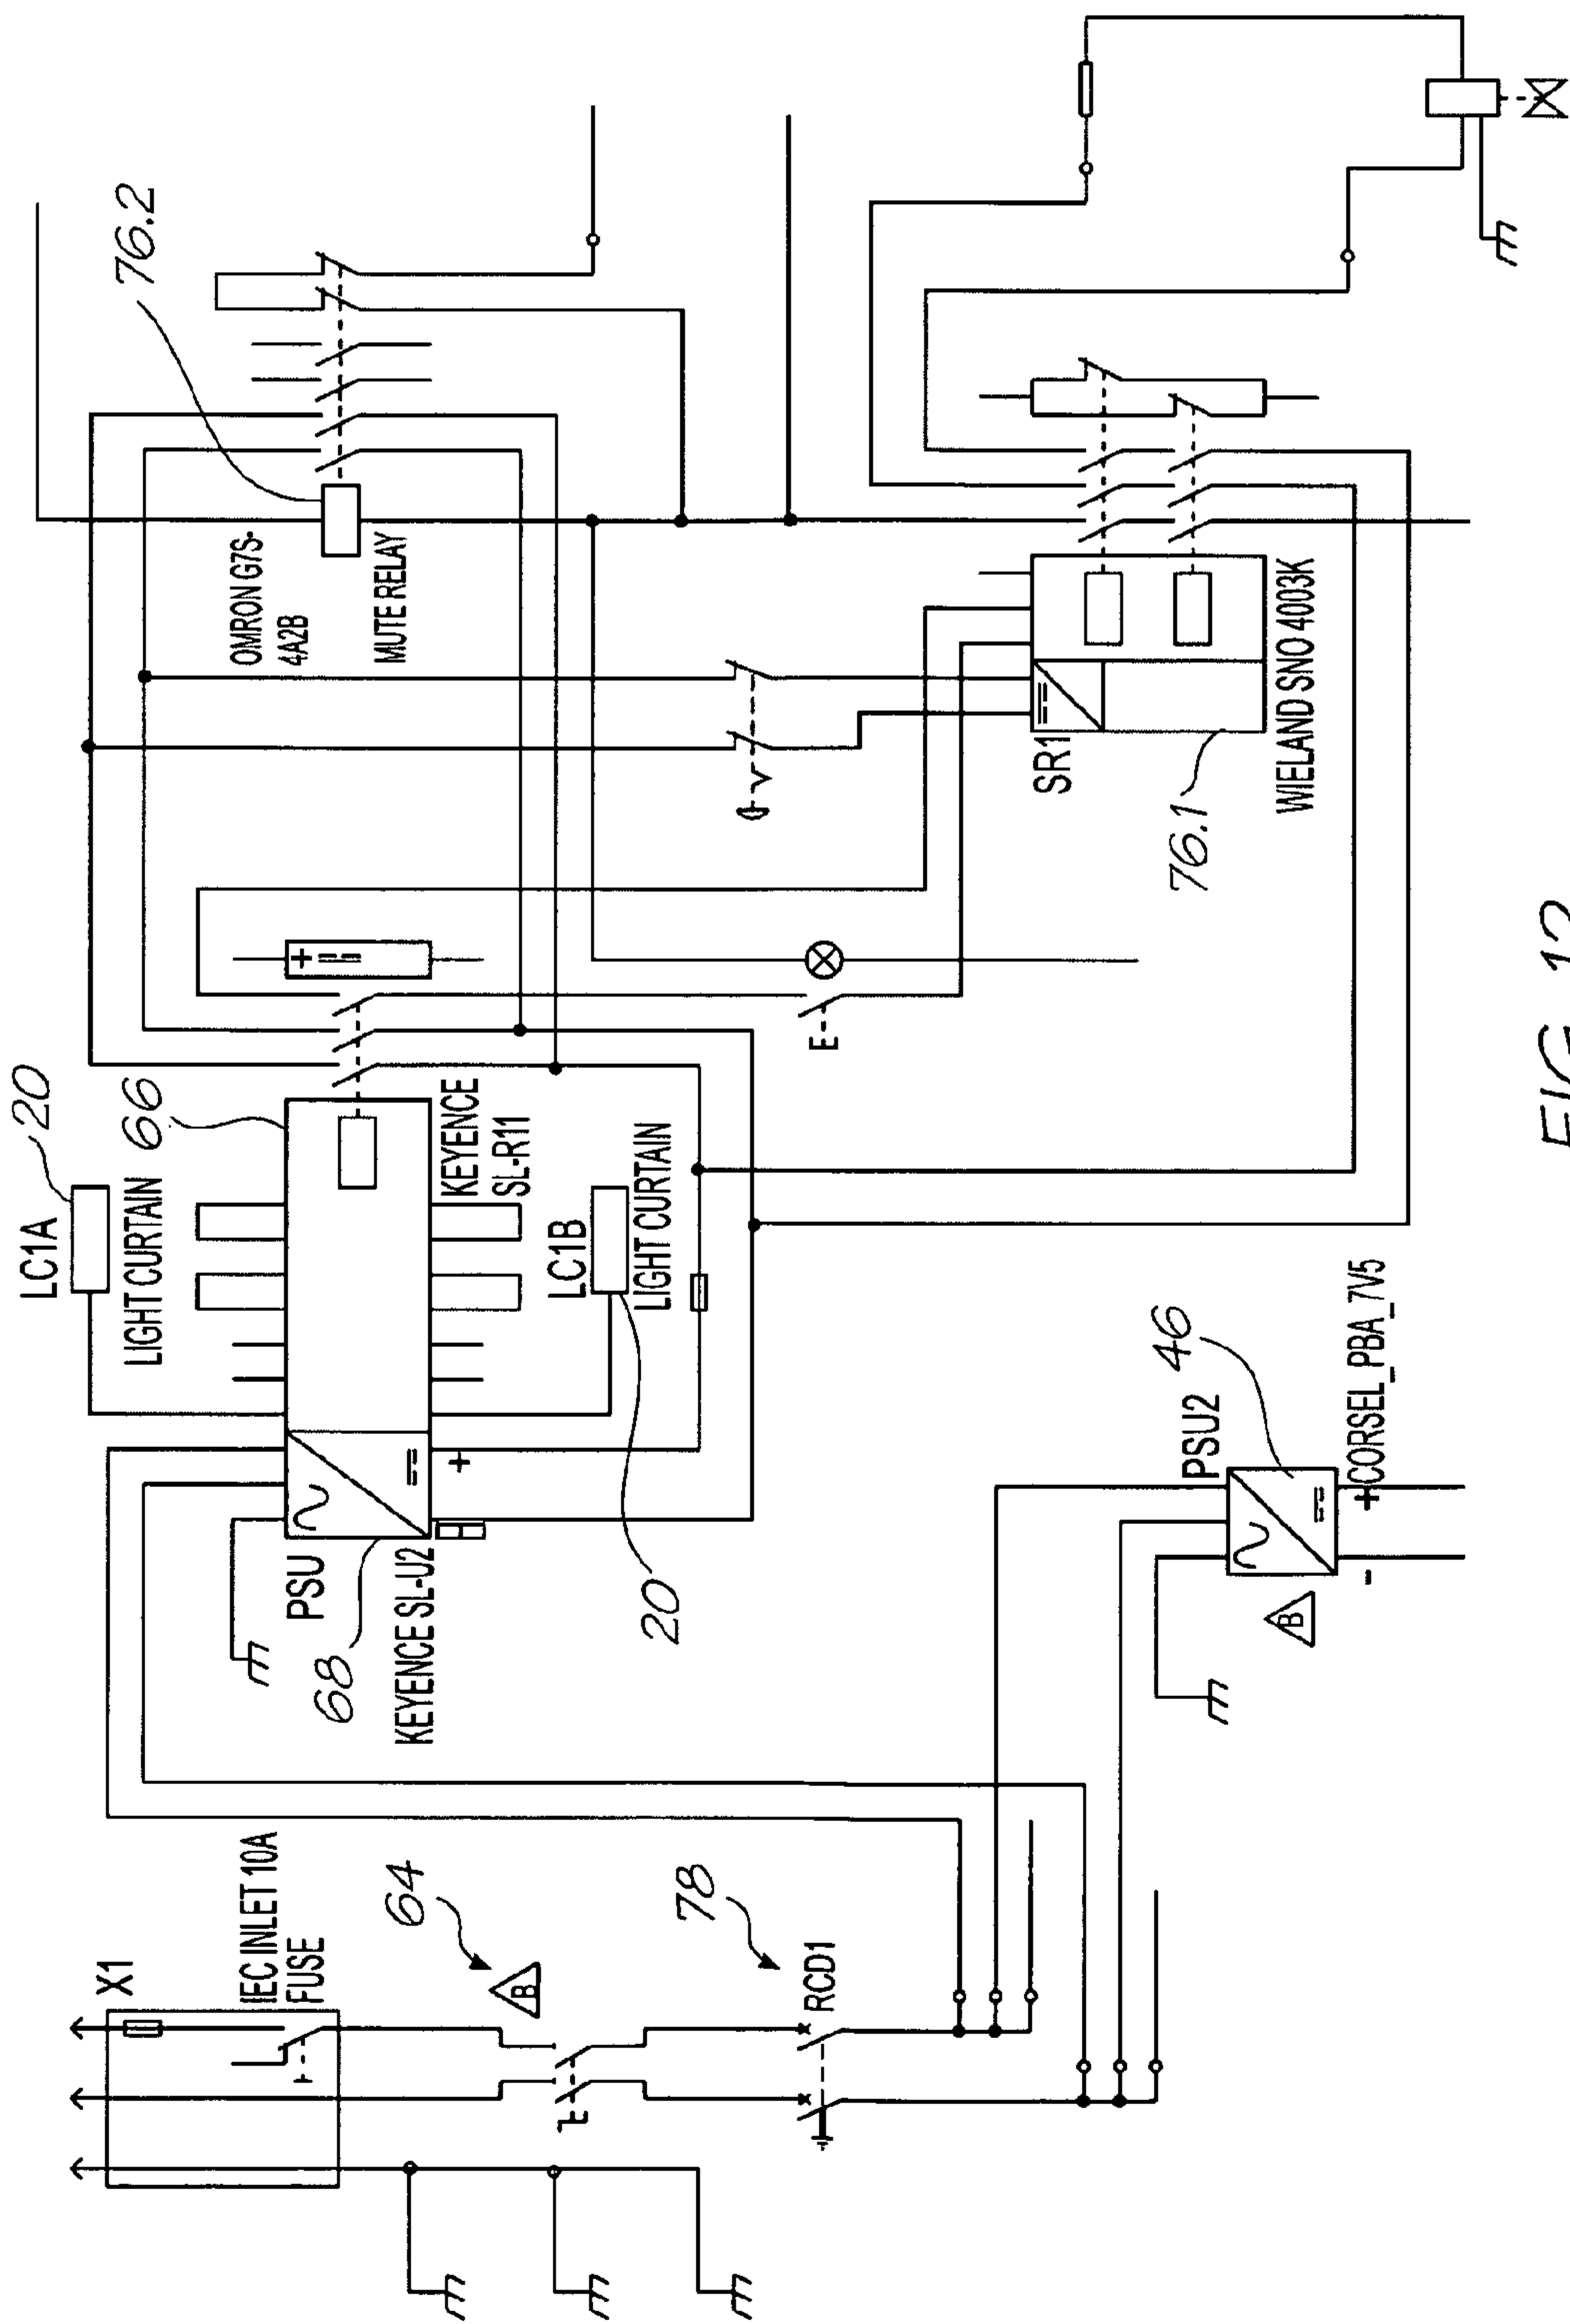 X1
IEC INLET 10A
FUSE
64
B
78
RCD1
LC1A
20
LIGHT CURTAIN
66
PSU
68
KEYENCE SL-U2
+
KEYENCE
SL-R11
LC1B
LIGHT CURTAIN
20
+
E
76.2
OMRON G7S-
4A2B
MUTE RELAY
SR1
76.1
WIELAND SNO 4003K
PSU2
46
B
- +
CORSEL_PBA_7V5
FIG. 12